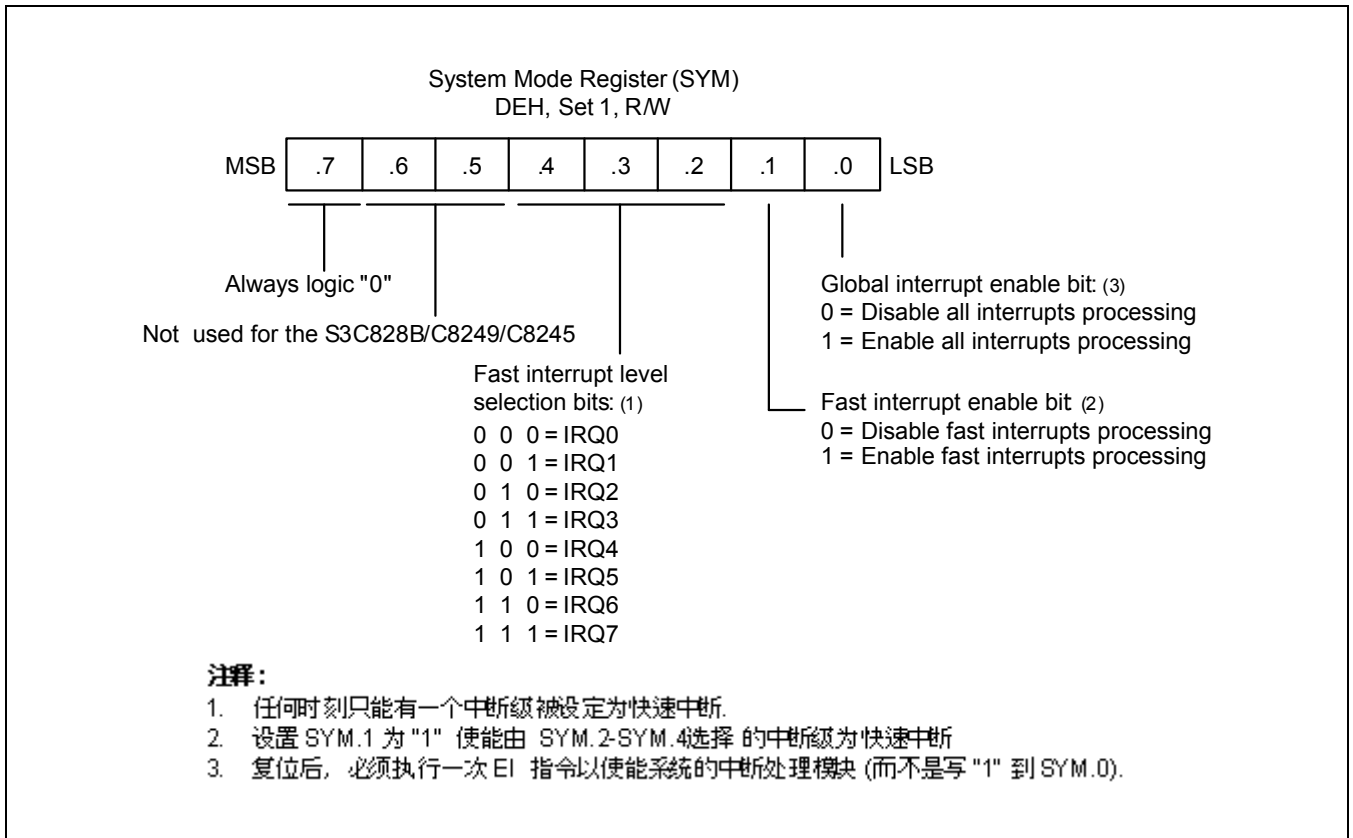 System Mode Register (SYM)
DEH, Set 1, R/W
MSB .7 .6 .5 .4 .3 .2 .1 .0 LSB
Always logic "0"
Not used for the S3C828B/C8249/C8245
Fast interrupt level
selection bits: (1)
0 0 0 = IRQ0
0 0 1 = IRQ1
0 1 0 = IRQ2
0 1 1 = IRQ3
1 0 0 = IRQ4
1 0 1 = IRQ5
1 1 0 = IRQ6
1 1 1 = IRQ7
Global interrupt enable bit: (3)
0 = Disable all interrupts processing
1 = Enable all interrupts processing
Fast interrupt enable bit (2)
0 = Disable fast interrupts processing
1 = Enable fast interrupts processing
注释:
1. 任何时刻只能有一个中断级被设定为快速中断.
2. 设置 SYM.1 为 "1" 使能由 SYM.2-SYM.4选择 的中断级为快速中断
3. 复位后, 必须执行一次 EI 指令以使能系统的中断处理模块 (而不是写 "1" 到 SYM.0).